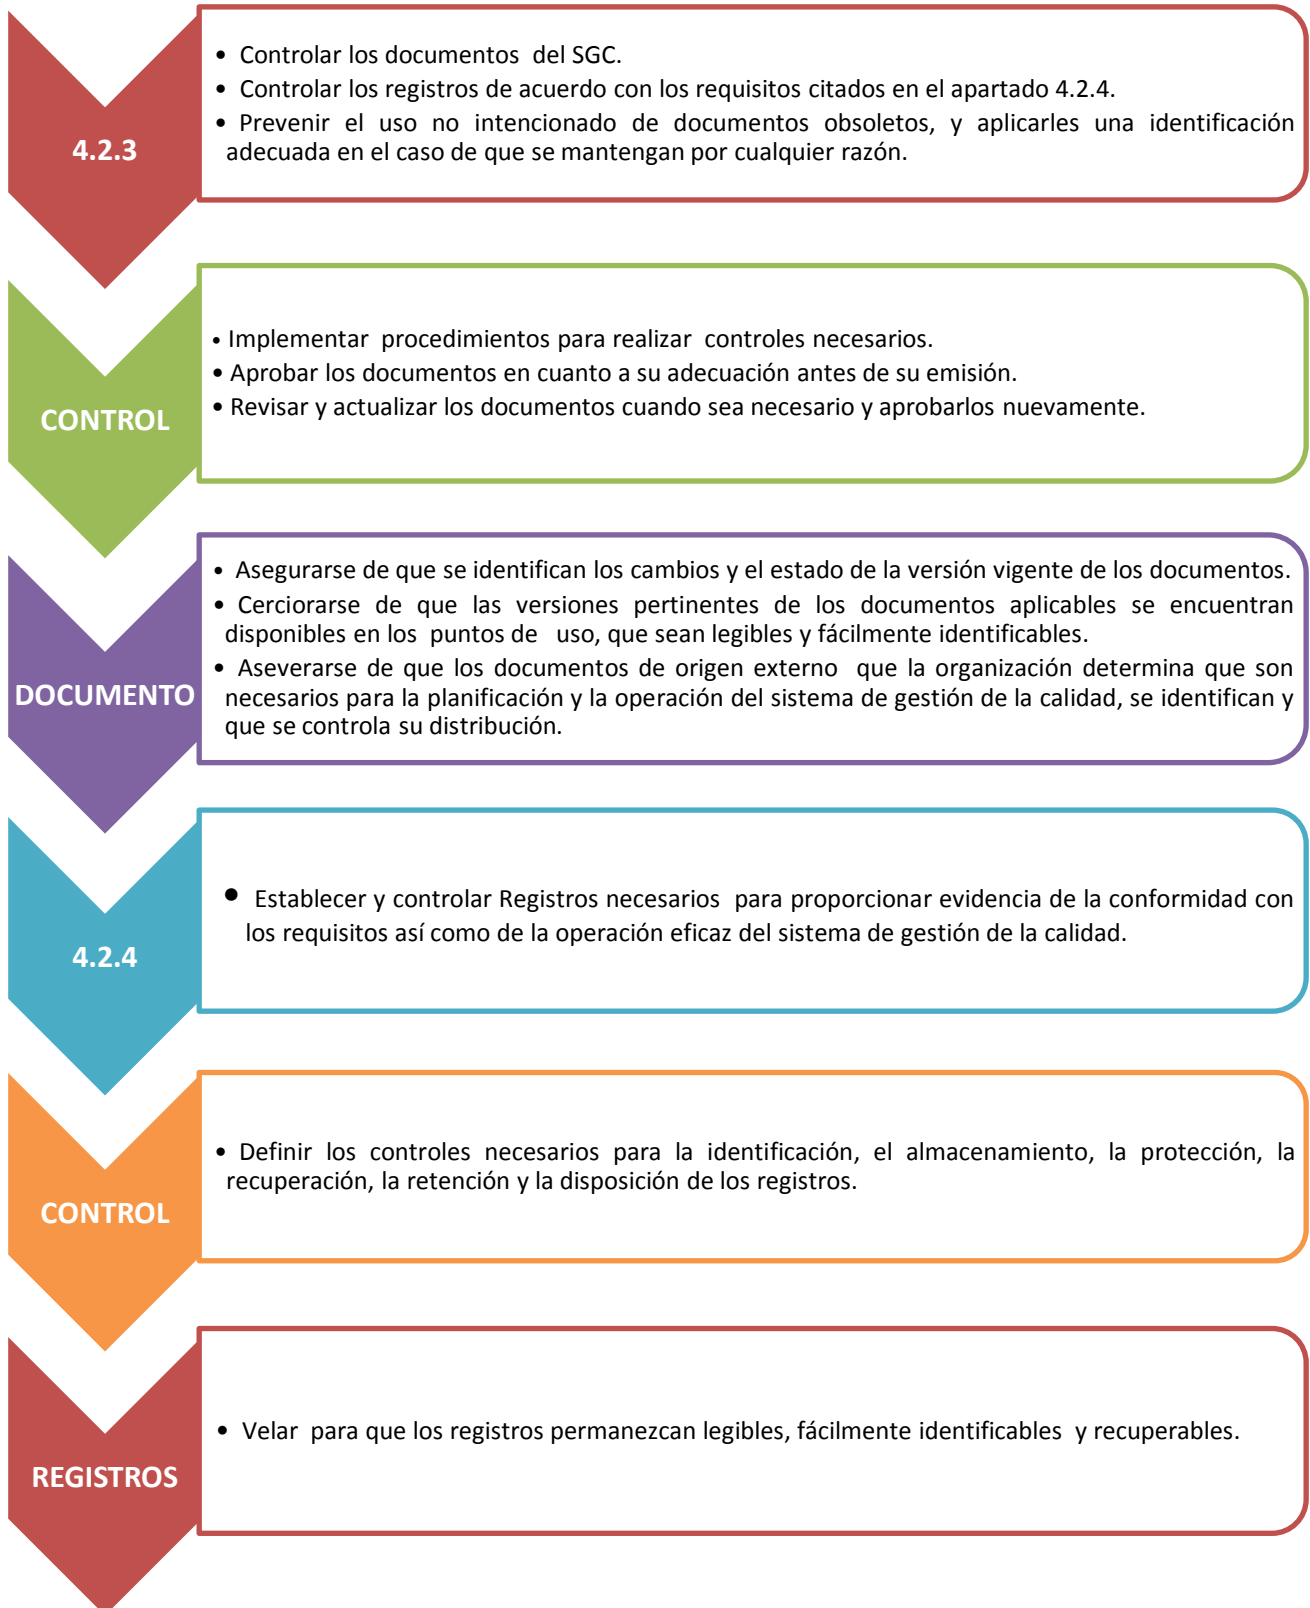 4.2.3
• Controlar los documentos del SGC.
• Controlar los registros de acuerdo con los requisitos citados en el apartado 4.2.4.
• Prevenir el uso no intencionado de documentos obsoletos, y aplicarles una identificación
adecuada en el caso de que se mantengan por cualquier razón.
CONTROL
• Implementar procedimientos para realizar controles necesarios.
• Aprobar los documentos en cuanto a su adecuación antes de su emisión.
• Revisar y actualizar los documentos cuando sea necesario y aprobarlos nuevamente.
DOCUMENTO
• Asegurarse de que se identifican los cambios y el estado de la versión vigente de los documentos.
• Cerciorarse de que las versiones pertinentes de los documentos aplicables se encuentran
disponibles en los puntos de uso, que sean legibles y fácilmente identificables.
• Aseverarse de que los documentos de origen externo que la organización determina que son
necesarios para la planificación y la operación del sistema de gestión de la calidad, se identifican y
que se controla su distribución.
4.2.4
• Establecer y controlar Registros necesarios para proporcionar evidencia de la conformidad con
los requisitos así como de la operación eficaz del sistema de gestión de la calidad.
CONTROL
• Definir los controles necesarios para la identificación, el almacenamiento, la protección, la
recuperación, la retención y la disposición de los registros.
REGISTROS
• Velar para que los registros permanezcan legibles, fácilmente identificables y recuperables.